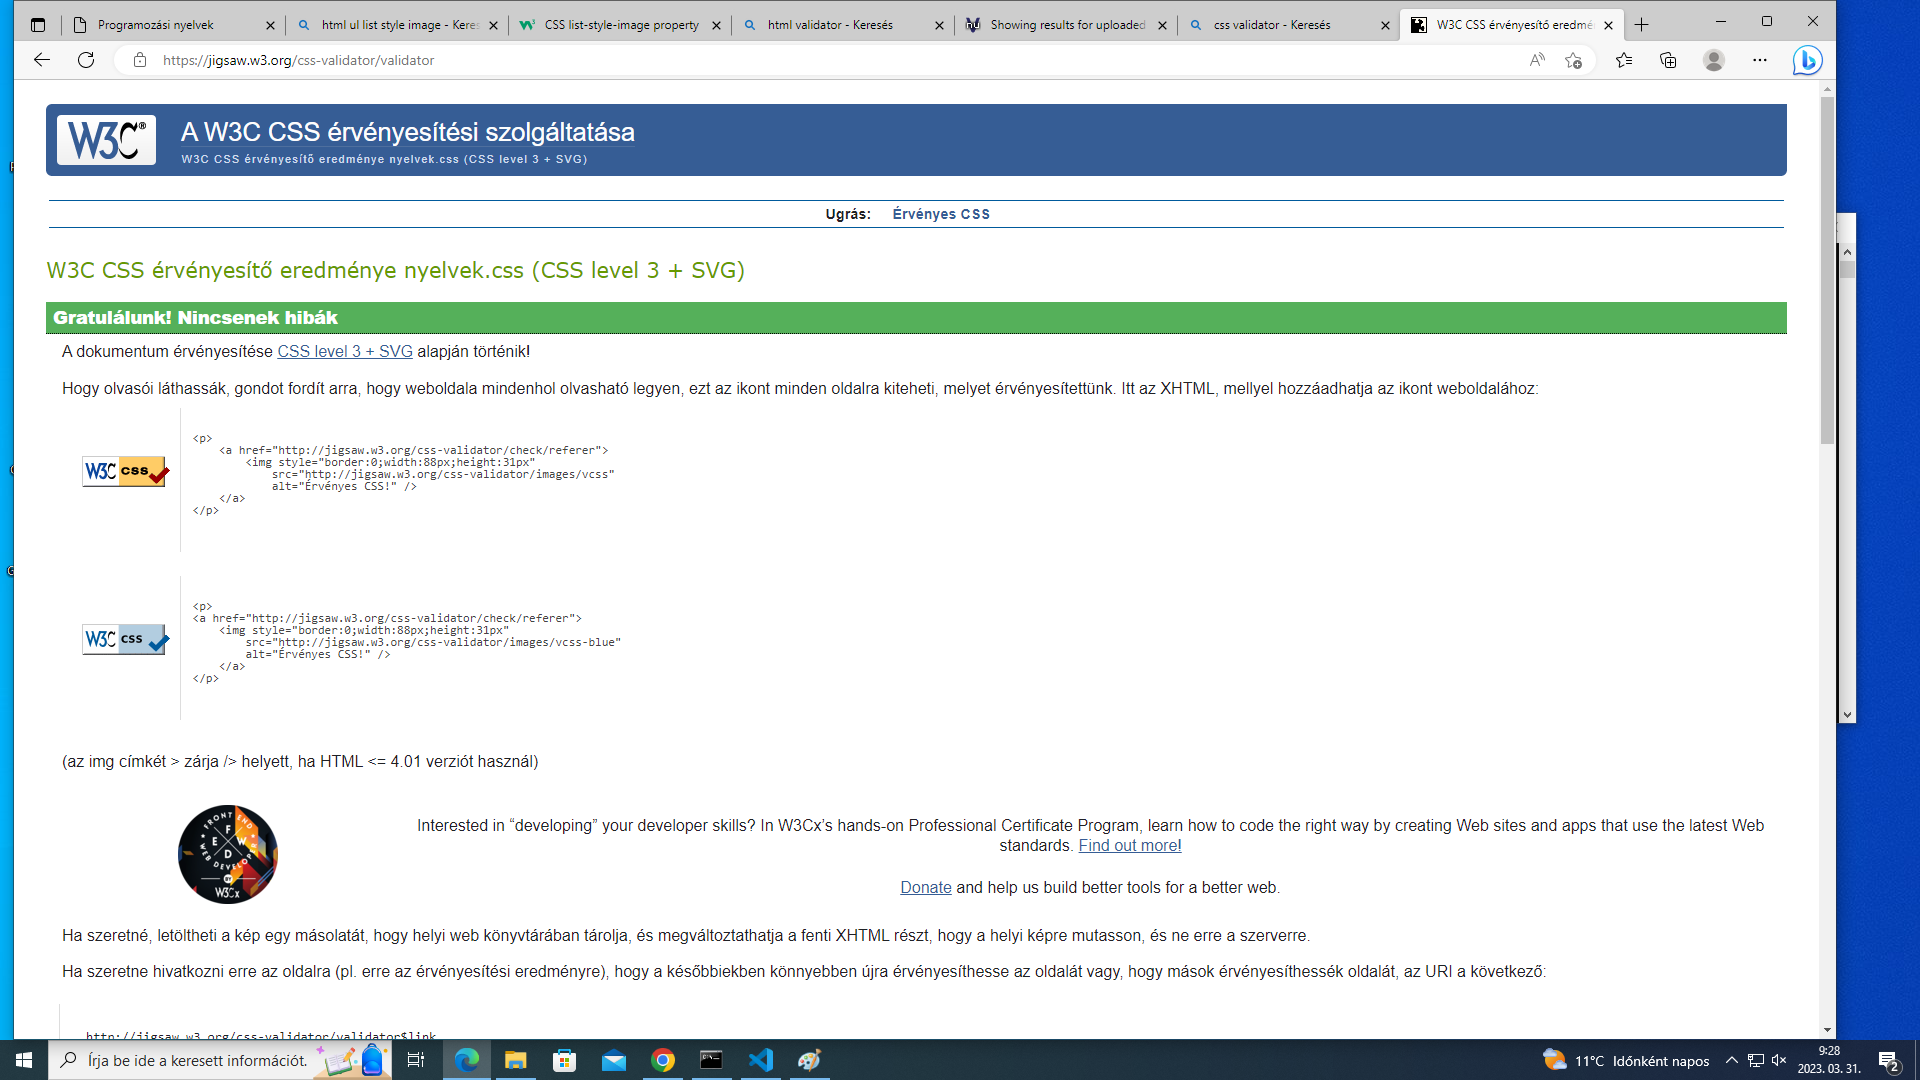 Programozási nyelvek
html ul list style image - Keres
CSS list-style-image property
html validator - Keresés
Showing results for uploaded
css validator - Keresés
W3C CSS érvényesítő eredmé
https://jigsaw.w3.org/css-validator/validator
W3C®
A W3C CSS érvényesítési szolgáltatása
W3C CSS érvényesítő eredménye nyelvek.css (CSS level 3 + SVG)
Ugrás: Érvényes CSS
W3C CSS érvényesítő eredménye nyelvek.css (CSS level 3 + SVG)
Gratulálunk! Nincsenek hibák
A dokumentum érvényesítése CSS level 3 + SVG alapján történik!
Hogy olvasói láthassák, gondot fordít arra, hogy weboldala mindenhol olvasható legyen, ezt az ikont minden oldalra kiteheti, melyet érvényesítettünk. Itt az XHTML, mellyel hozzáadhatja az ikont weboldalához:
W3C css
<p>
<a href="http://jigsaw.w3.org/css-validator/check/referer">
<img style="border:0;width:88px;height:31px"
src="http://jigsaw.w3.org/css-validator/images/vcss"
alt="Érvényes CSS!" />
</a>
</p>
W3C css
<p>
<a href="http://jigsaw.w3.org/css-validator/check/referer">
<img style="border:0;width:88px;height:31px"
src="http://jigsaw.w3.org/css-validator/images/vcss-blue"
alt="Érvényes CSS!" />
</a>
</p>
(az img címkét > zárja /> helyett, ha HTML <= 4.01 verziót használ)
FRONT END
F E W D
WEB DEVELOPER
BY
W3Cx
Interested in “developing” your developer skills? In W3Cx’s hands-on Professional Certificate Program, learn how to code the right way by creating Web sites and apps that use the latest Web
standards. Find out more!
Donate and help us build better tools for a better web.
Ha szeretné, letöltheti a kép egy másolatát, hogy helyi web könyvtárában tárolja, és megváltoztathatja a fenti XHTML részt, hogy a helyi képre mutasson, és ne erre a szerverre.
Ha szeretne hivatkozni erre az oldalra (pl. erre az érvényesítési eredményre), hogy a későbbiekben könnyebben újra érvényesíthesse az oldalát vagy, hogy mások érvényesíthessék oldalát, az URI a következő:
http://jigsaw.w3.org/css-validator/validator$link
Írja be ide a keresett információt.
11°C Időnként napos
9:28
2023. 03. 31.
2